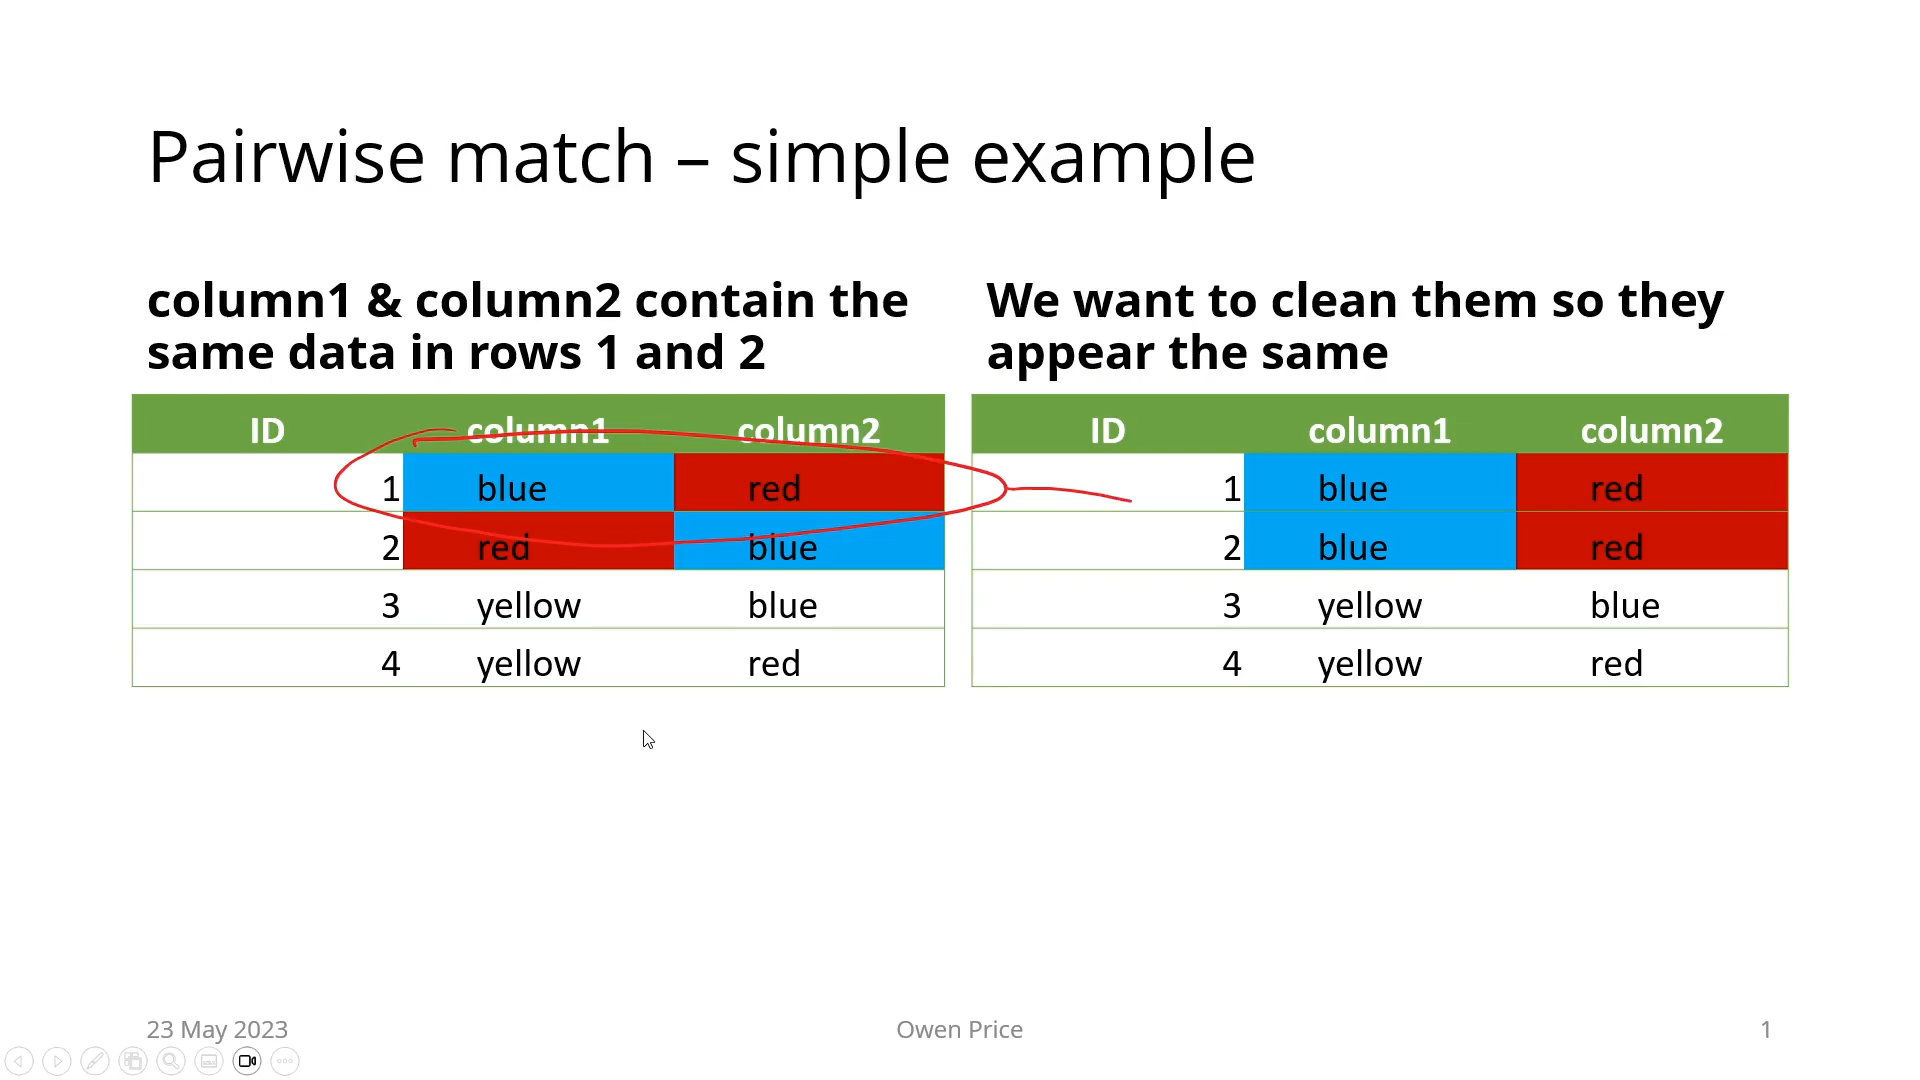 Pairwise match – simple example
column1 & column2 contain the
same data in rows 1 and 2
ID column1 column2
1 blue red
2 red blue
3 yellow blue
4 yellow red
We want to clean them so they
appear the same
ID column1 column2
1 blue red
2 blue red
3 yellow blue
4 yellow red
23 May 2023
Owen Price
1